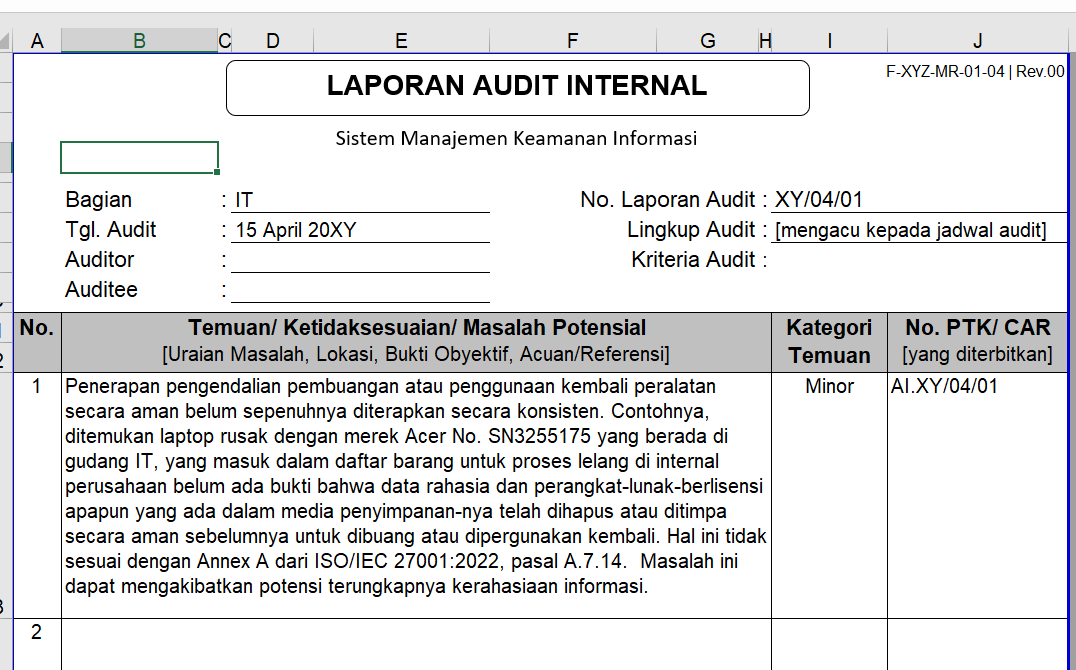 A B C D E F G H I J
LAPORAN AUDIT INTERNAL
F-XYZ-MR-01-04 | Rev.00
Sistem Manajemen Keamanan Informasi
Bagian : IT No. Laporan Audit : XY/04/01
Tgl. Audit : 15 April 20XY Lingkup Audit : [mengacu kepada jadwal audit]
Auditor : Kriteria Audit :
Auditee :
No. Temuan/ Ketidaksesuaian/ Masalah Potensial Kategori No. PTK/ CAR
[Uraian Masalah, Lokasi, Bukti Obyektif, Acuan/Referensi] Temuan [yang diterbitkan]
1 Penerapan pengendalian pembuangan atau penggunaan kembali peralatan Minor AI.XY/04/01
secara aman belum sepenuhnya diterapkan secara konsisten. Contohnya,
ditemukan laptop rusak dengan merek Acer No. SN3255175 yang berada di
gudang IT, yang masuk dalam daftar barang untuk proses lelang di internal
perusahaan belum ada bukti bahwa data rahasia dan perangkat-lunak-berlisensi
apapun yang ada dalam media penyimpanan-nya telah dihapus atau ditimpa
secara aman sebelumnya untuk dibuang atau dipergunakan kembali. Hal ini tidak
sesuai dengan Annex A dari ISO/IEC 27001:2022, pasal A.7.14.  Masalah ini
dapat mengakibatkan potensi terungkapnya kerahasiaan informasi.
2